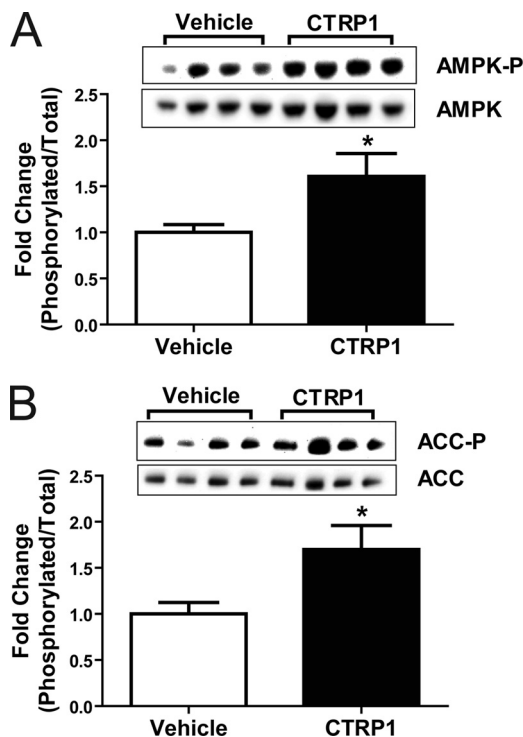 A
Vehicle CTRP1
AMPK-P
AMPK
Fold Change
(Phosphorylated/Total)
2.5
2.0
1.5
1.0
0.5
0.0
*
Vehicle CTRP1
B
Vehicle CTRP1
ACC-P
ACC
Fold Change
(Phosphorylated/Total)
2.5
2.0
1.5
1.0
0.5
0.0
*
Vehicle CTRP1